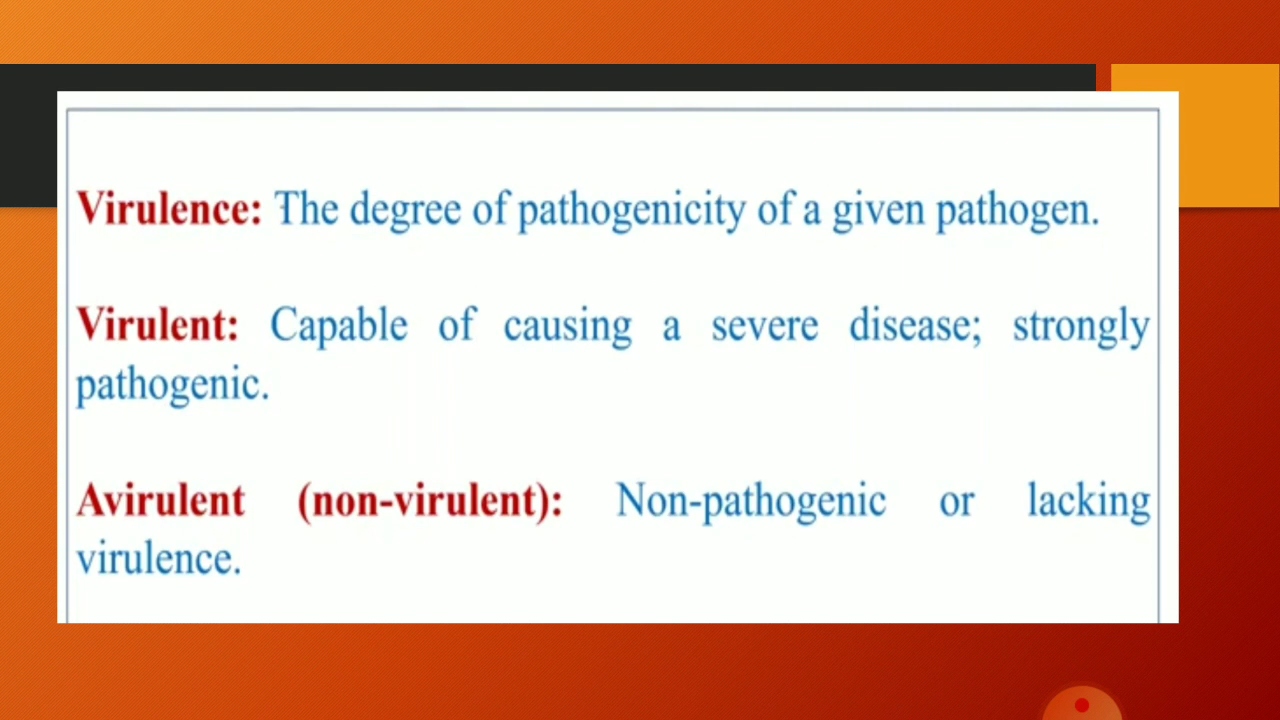 Virulence: The degree of pathogenicity of a given pathogen.
Virulent: Capable of causing a severe disease; strongly
pathogenic.
Avirulent (non-virulent): Non-pathogenic or lacking
virulence.